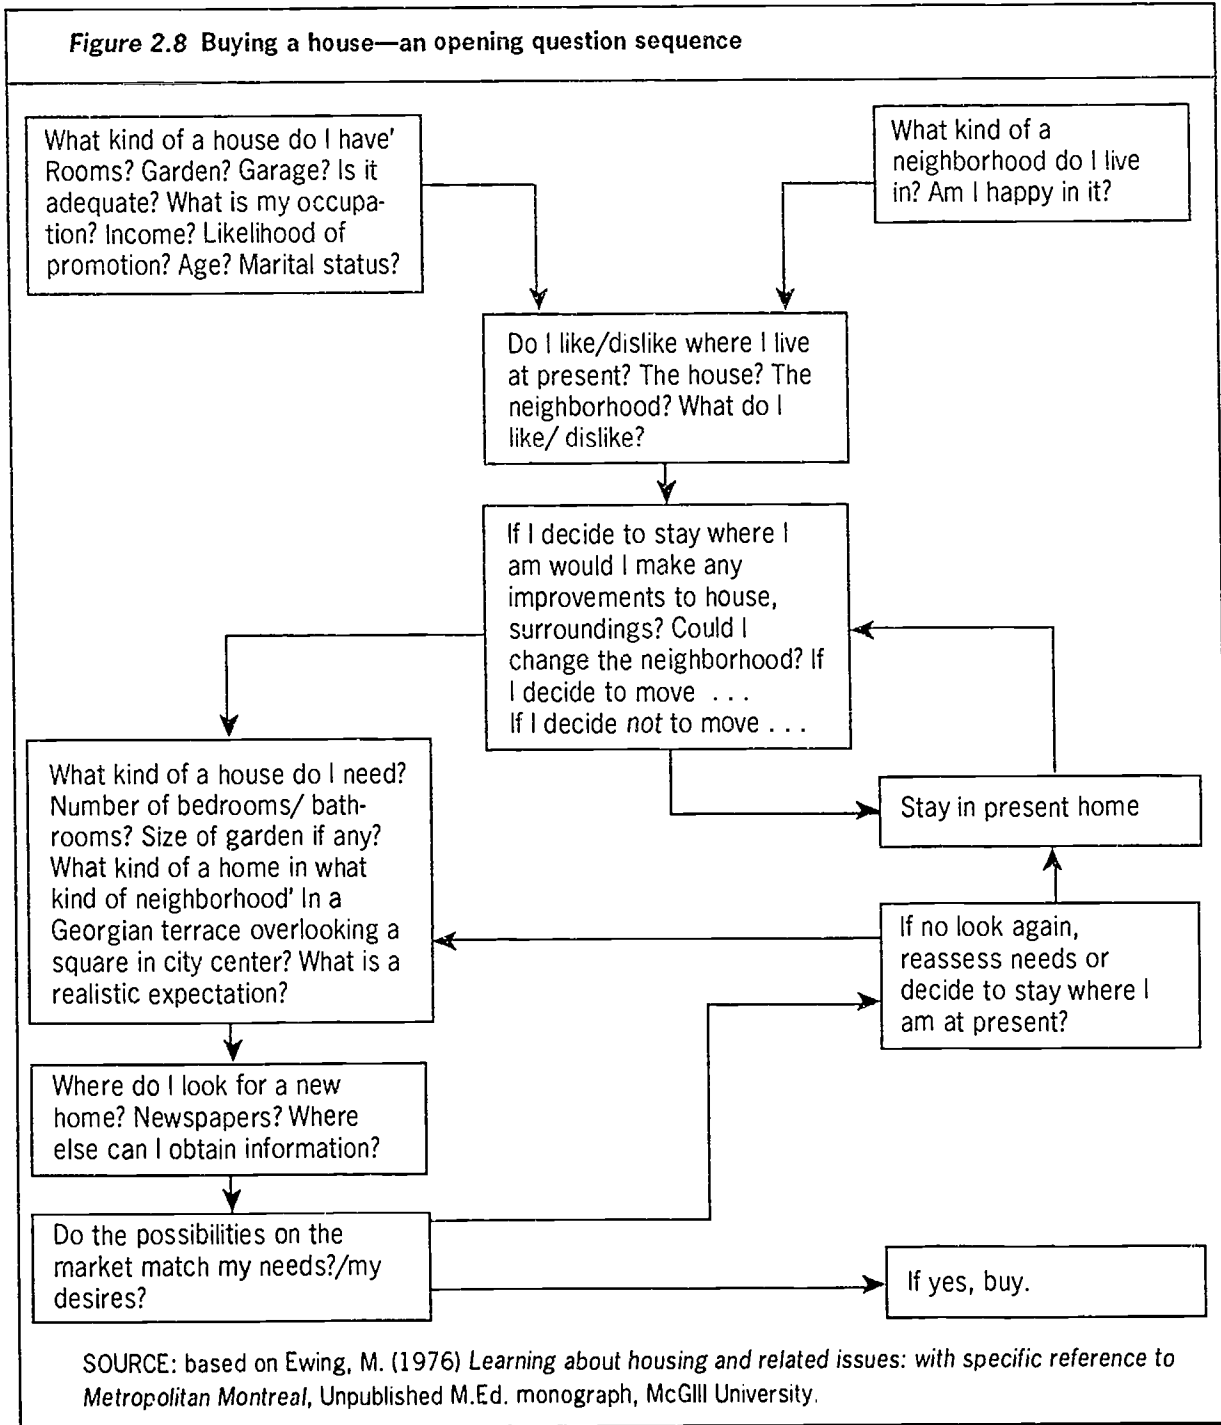 Figure 2.8 Buying a house—an opening question sequence
What kind of a house do I have'
Rooms? Garden? Garage? Is it
adequate? What is my occupa-
tion? Income? Likelihood of
promotion? Age? Marital status?
What kind of a
neighborhood do I live
in? Am I happy in it?
Do I like/dislike where I live
at present? The house? The
neighborhood? What do I
like/ dislike?
If I decide to stay where I
am would I make any
improvements to house,
surroundings? Could I
change the neighborhood? If
I decide to move ...
If I decide not to move ...
What kind of a house do I need?
Number of bedrooms/ bath-
rooms? Size of garden if any?
What kind of a home in what
kind of neighborhood' In a
Georgian terrace overlooking a
square in city center? What is a
realistic expectation?
Stay in present home
If no look again,
reassess needs or
decide to stay where I
am at present?
Where do I look for a new
home? Newspapers? Where
else can I obtain information?
Do the possibilities on the
market match my needs?/my
desires?
If yes, buy.
SOURCE: based on Ewing, M. (1976) Learning about housing and related issues: with specific reference to
Metropolitan Montreal, Unpublished M.Ed. monograph, McGIll University.